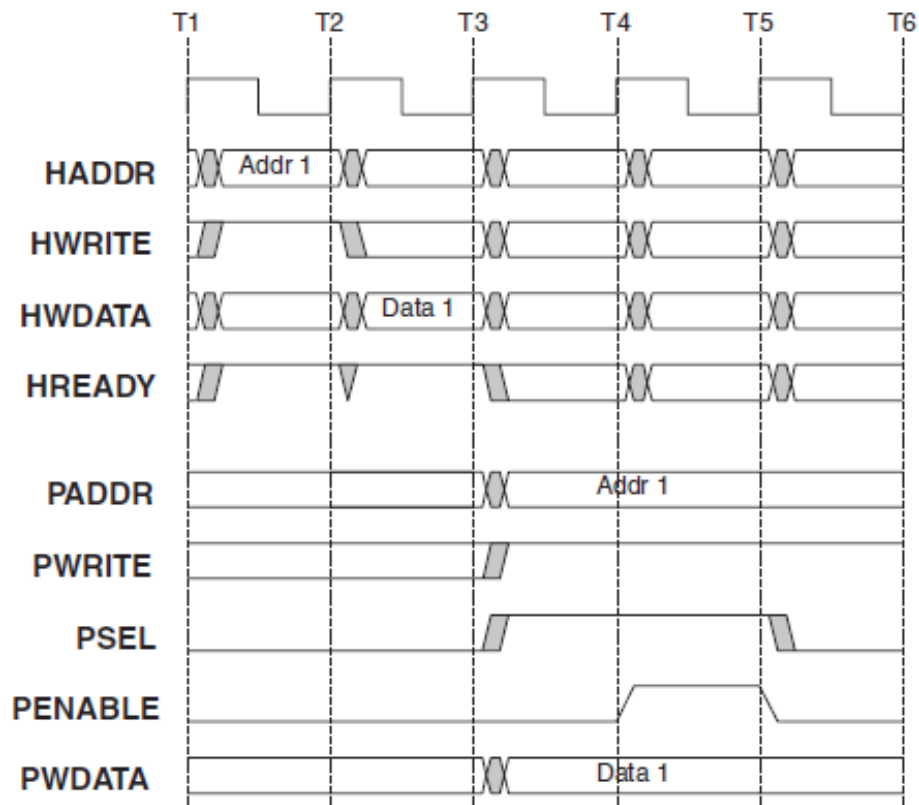 T1 T2 T3 T4 T5 T6
HADDR Addr 1
HWRITE
HWDATA Data 1
HREADY
PADDR Addr 1
PWRITE
PSEL
PENABLE
PWDATA Data 1